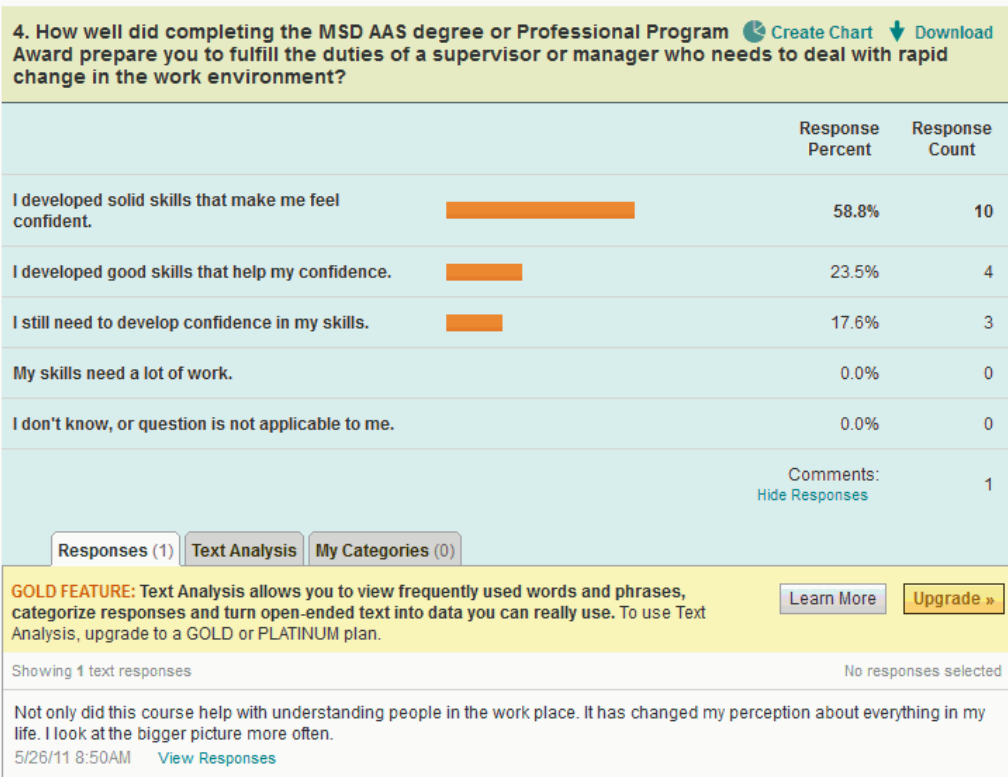 4. How well did completing the MSD AAS degree or Professional Program Create Chart Download
Award prepare you to fulfill the duties of a supervisor or manager who needs to deal with rapid
change in the work environment?
Response Percent Response Count
I developed solid skills that make me feel
confident. 58.8% 10
I developed good skills that help my confidence. 23.5% 4
I still need to develop confidence in my skills. 17.6% 3
My skills need a lot of work. 0.0% 0
I don't know, or question is not applicable to me. 0.0% 0
Comments: 1
Hide Responses
Responses (1) Text Analysis My Categories (0)
GOLD FEATURE: Text Analysis allows you to view frequently used words and phrases,
categorize responses and turn open-ended text into data you can really use. To use Text
Analysis, upgrade to a GOLD or PLATINUM plan.
Learn More Upgrade »
Showing 1 text responses No responses selected
Not only did this course help with understanding people in the work place. It has changed my perception about everything in my
life. I look at the bigger picture more often.
5/26/11 8:50AM View Responses